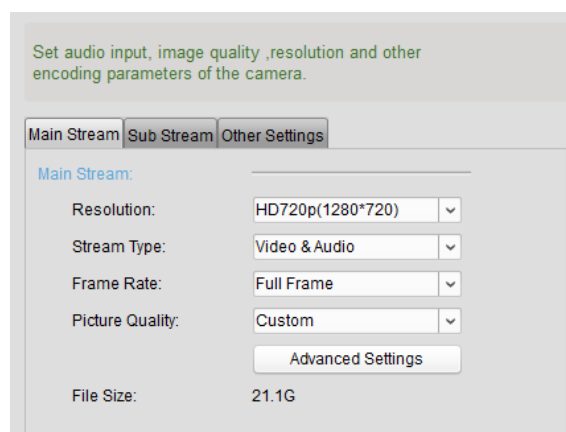 Set audio input, image quality ,resolution and other
encoding parameters of the camera.
Main Stream Sub Stream Other Settings
Main Stream:
Resolution: HD720p(1280*720)
Stream Type: Video & Audio
Frame Rate: Full Frame
Picture Quality: Custom
Advanced Settings
File Size: 21.1G